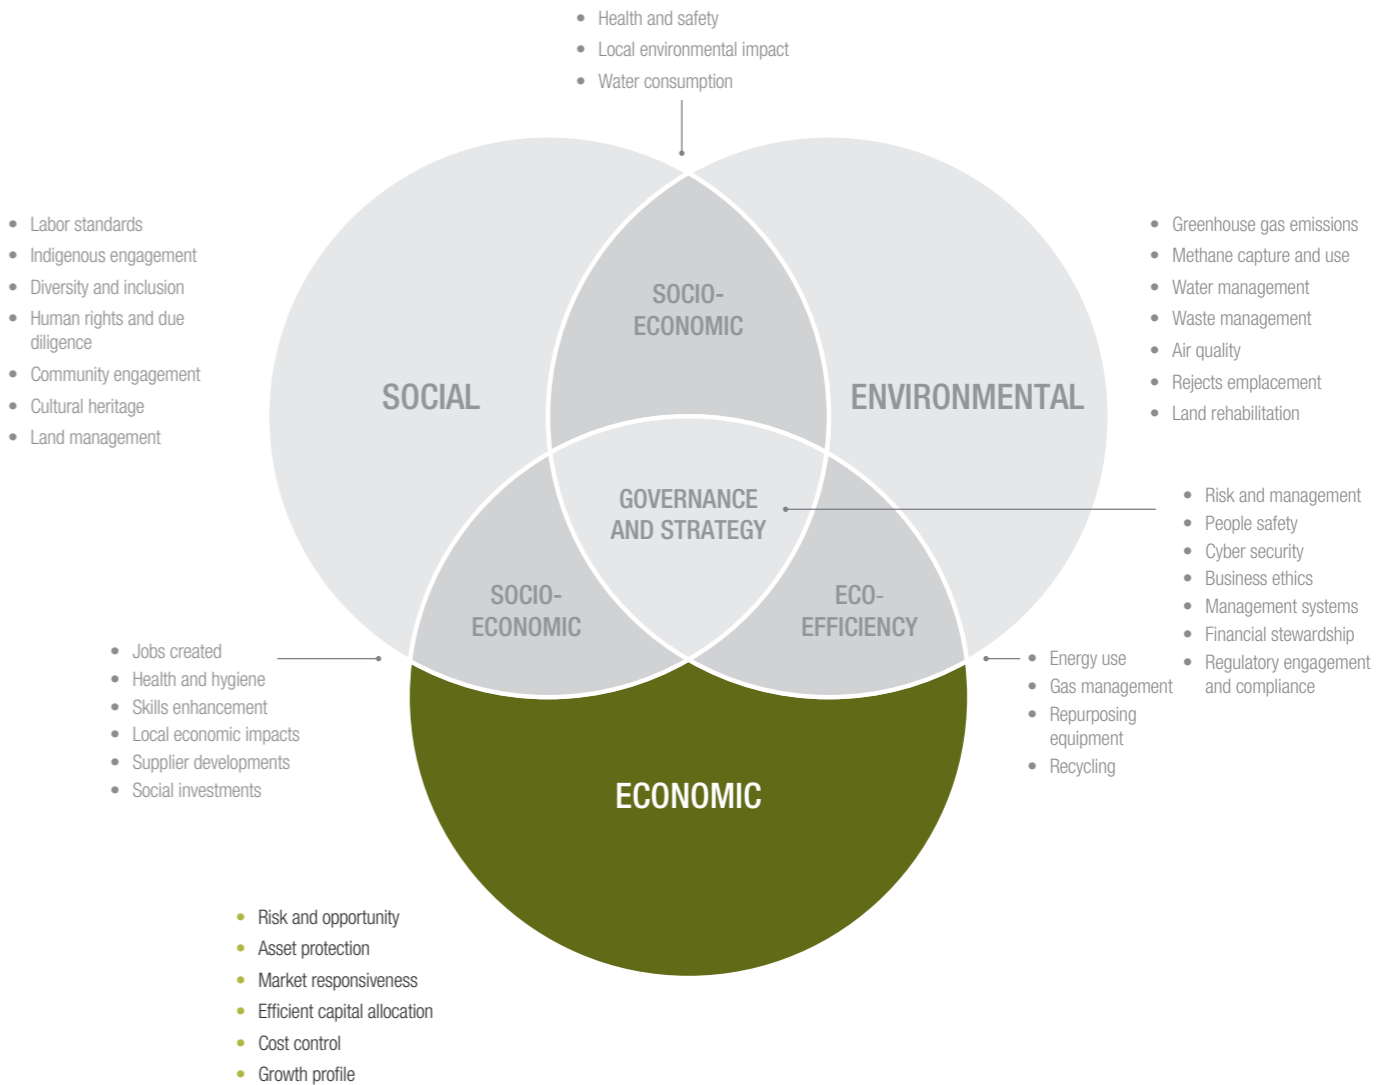 • Health and safety
• Local environmental impact
• Water consumption
• Labor standards
• Indigenous engagement
• Diversity and inclusion
• Human rights and due
diligence
• Community engagement
• Cultural heritage
• Land management
• Greenhouse gas emissions
• Methane capture and use
• Water management
• Waste management
• Air quality
• Rejects emplacement
• Land rehabilitation
SOCIO-
ECONOMIC
SOCIAL
ENVIRONMENTAL
GOVERNANCE
AND STRATEGY
• Risk and management
• People safety
• Cyber security
• Business ethics
• Management systems
• Financial stewardship
• Regulatory engagement
and compliance
SOCIO-
ECONOMIC
ECO-
EFFICIENCY
• Jobs created
• Health and hygiene
• Skills enhancement
• Local economic impacts
• Supplier developments
• Social investments
• Energy use
• Gas management
• Repurposing
equipment
• Recycling
ECONOMIC
• Risk and opportunity
• Asset protection
• Market responsiveness
• Efficient capital allocation
• Cost control
• Growth profile